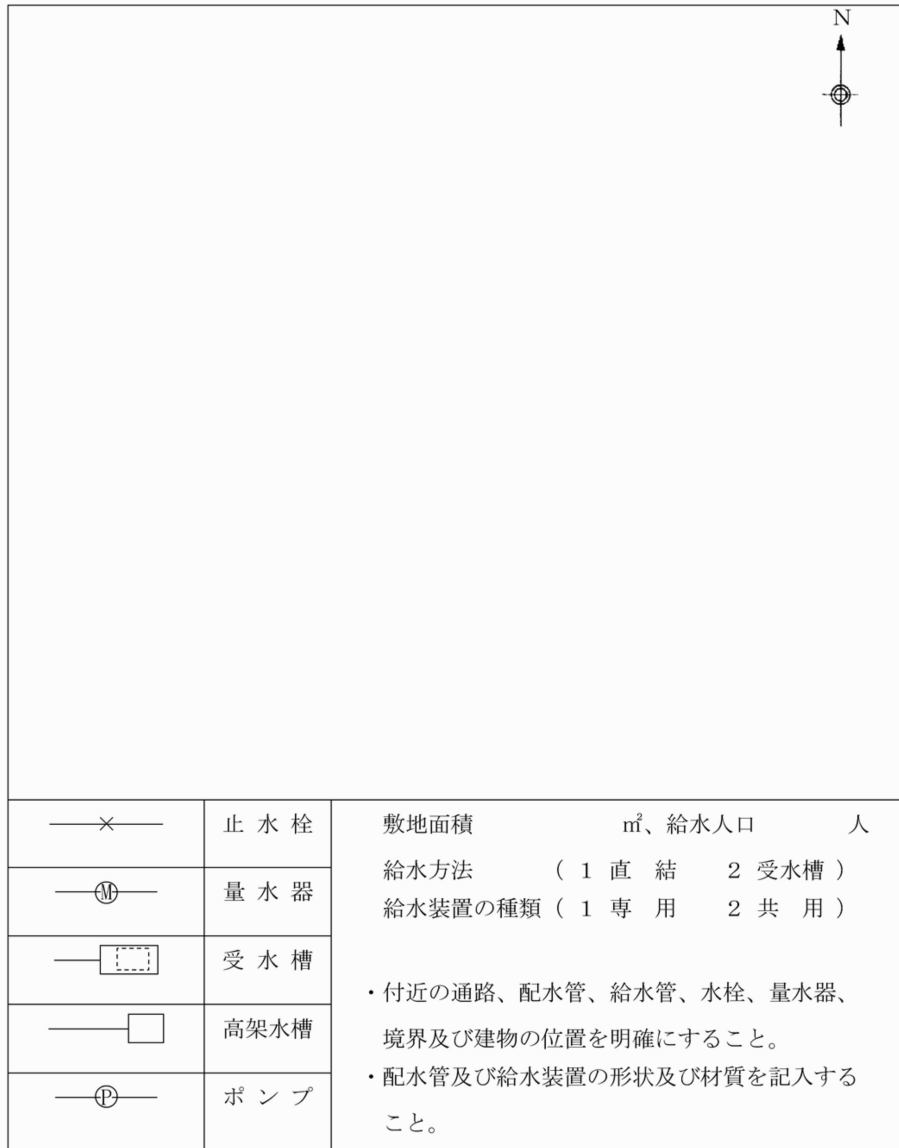 N
止水栓
量水器
受水槽
高架水槽
ポンプ
敷地面積 ㎡、給水人口 人
給水方法 (1 直 結 2 受水槽)
給水装置の種類 (1 専 用 2 共 用)
・付近の通路、配水管、給水管、水栓、量水器、
境界及び建物の位置を明確にすること。
・配水管及び給水装置の形状及び材質を記入する
こと。
M
P